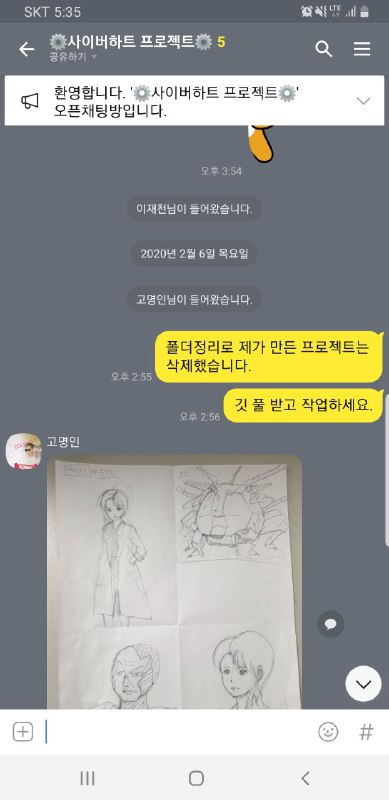 SKT 5:35
LTE
⚙사이버하트 프로젝트⚙ 5
공유하기
환영합니다. '⚙사이버하트 프로젝트⚙'
오픈채팅방입니다.
오후 3:54
이재천님이 들어왔습니다.
2020년 2월 6일 목요일
고명인님이 들어왔습니다.
폴더정리로 제가 만든 프로젝트는
삭제했습니다.
오후 2:55
깃 풀 받고 작업하세요.
오후 2:56
고명인
#